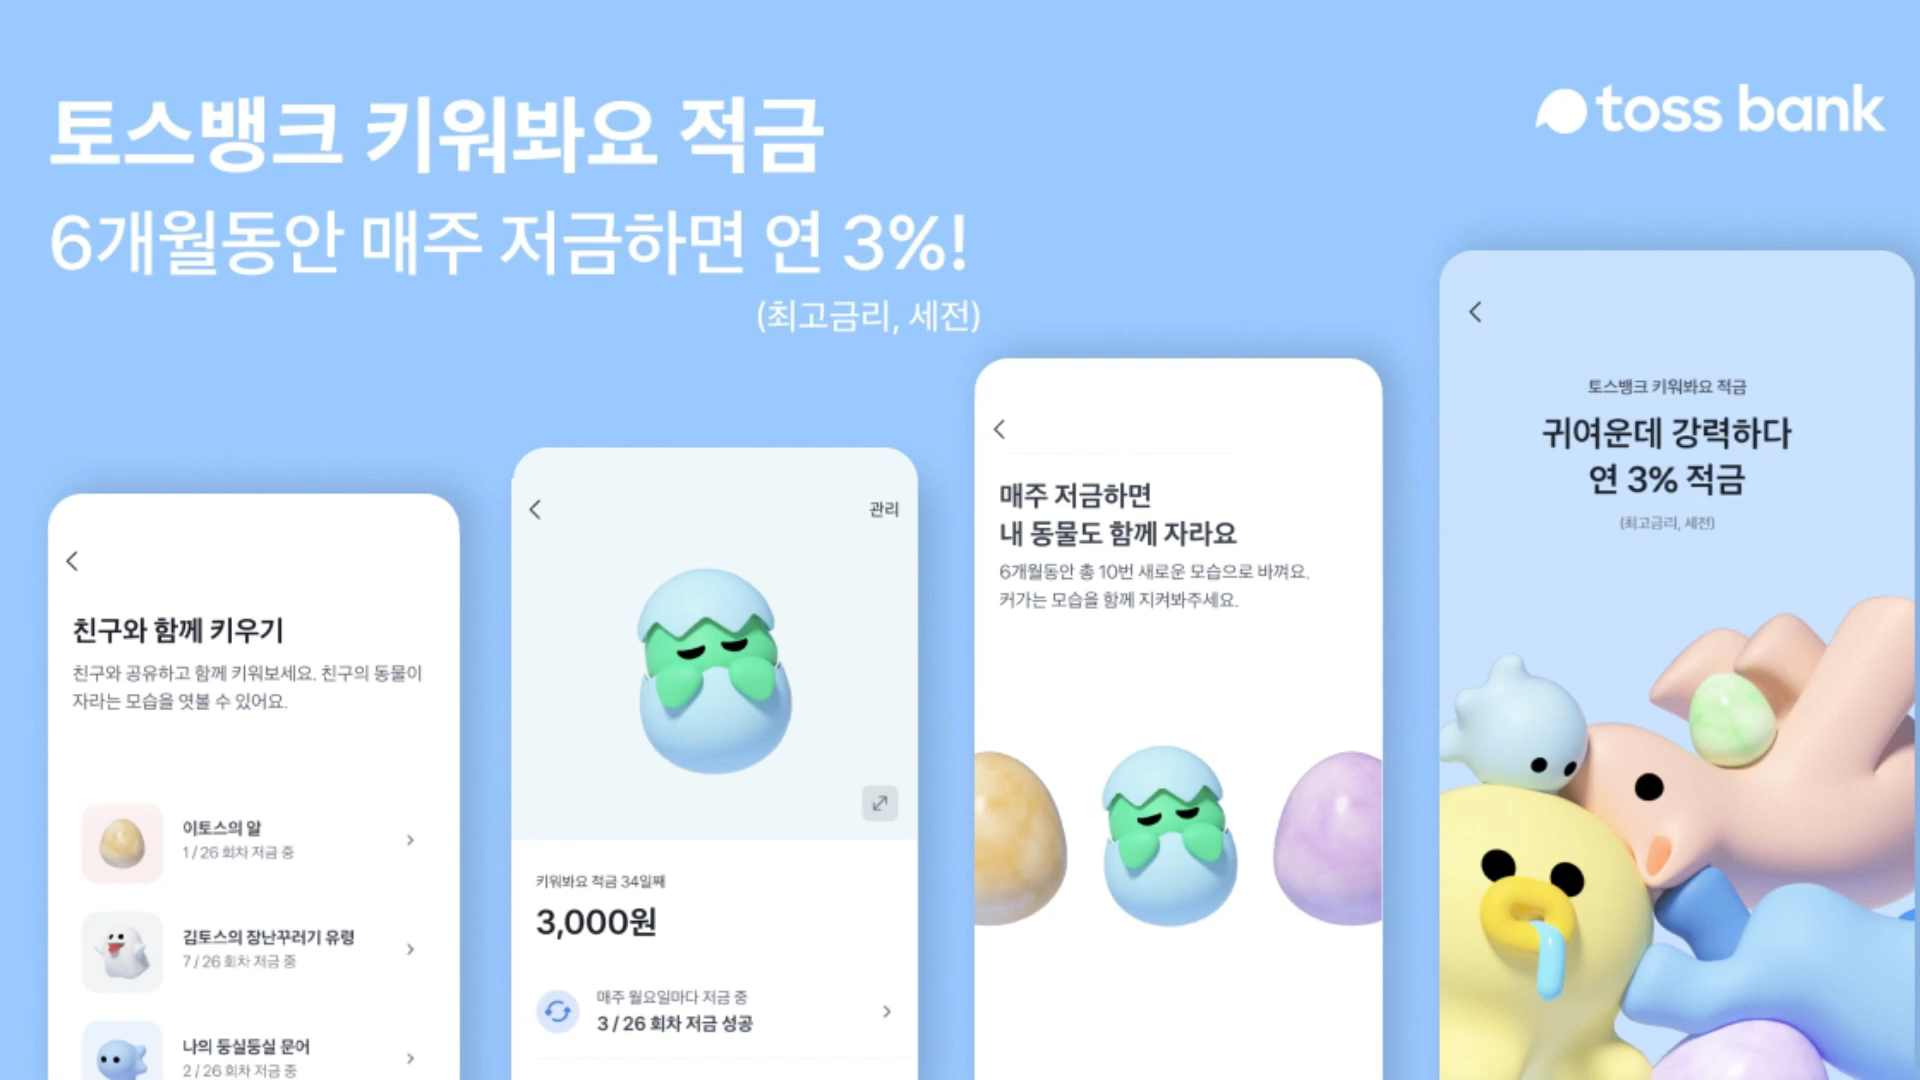 토스뱅크 키워봐요 적금
6개월동안 매주 저금하면 연 3%!
(최고금리, 세전)
toss bank
친구와 함께 키우기
친구와 공유하고 함께 키워보세요. 친구의 동물이
자라는 모습을 엿볼 수 있어요.
이토스의 알
1 / 26 회차 저금 중
김토스의 장난꾸러기 유령
7 / 26 회차 저금 중
나의 둥실둥실 문어
2 / 26 회차 저금 중
관리
키워봐요 적금 34일째
3,000원
매주 월요일마다 저금 중
3 / 26 회차 저금 성공
매주 저금하면
내 동물도 함께 자라요
6개월동안 총 10번 새로운 모습으로 바껴요.
커가는 모습을 함께 지켜봐주세요.
토스뱅크 키워봐요 적금
귀여운데 강력하다
연 3% 적금
(최고금리, 세전)